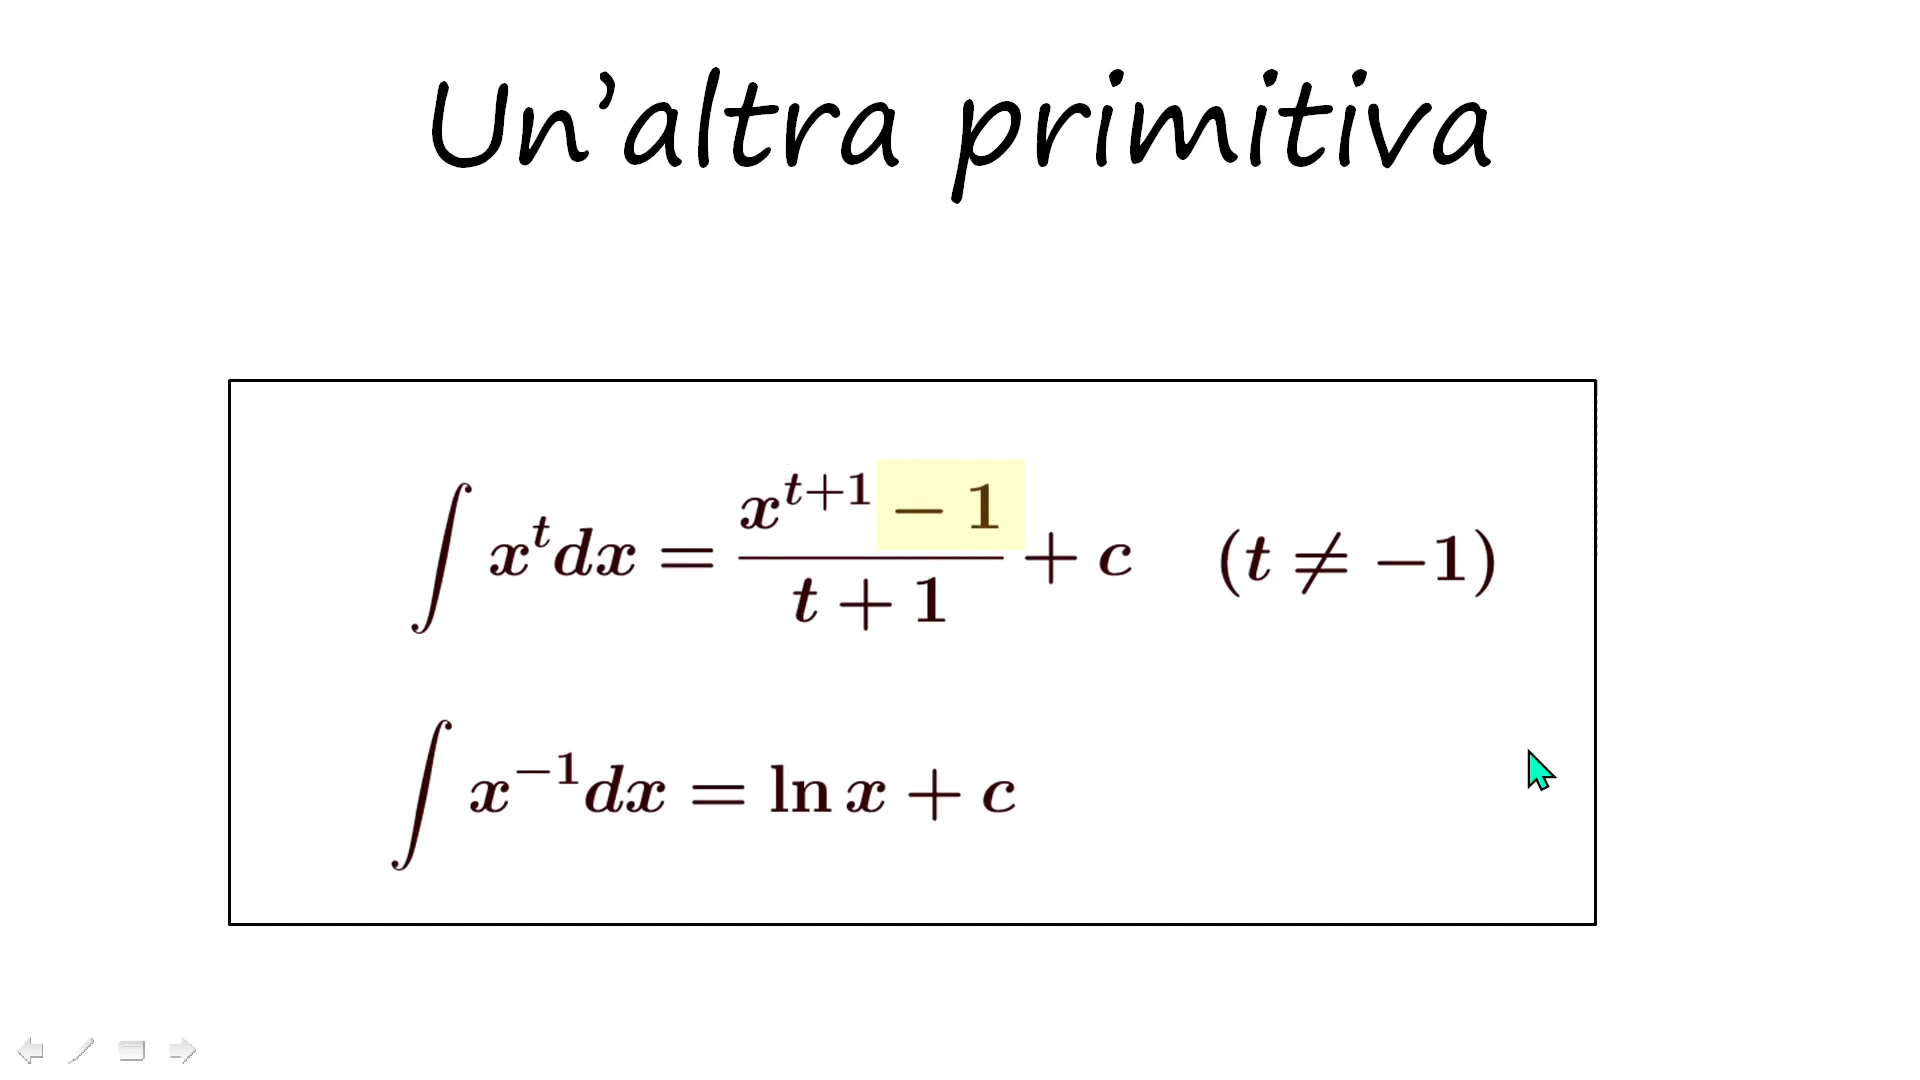 Un’altra primitiva
∫ x^t dx = (x^{t+1} − 1)/(t + 1) + c (t ≠ −1)
∫ x^{−1} dx = ln x + c